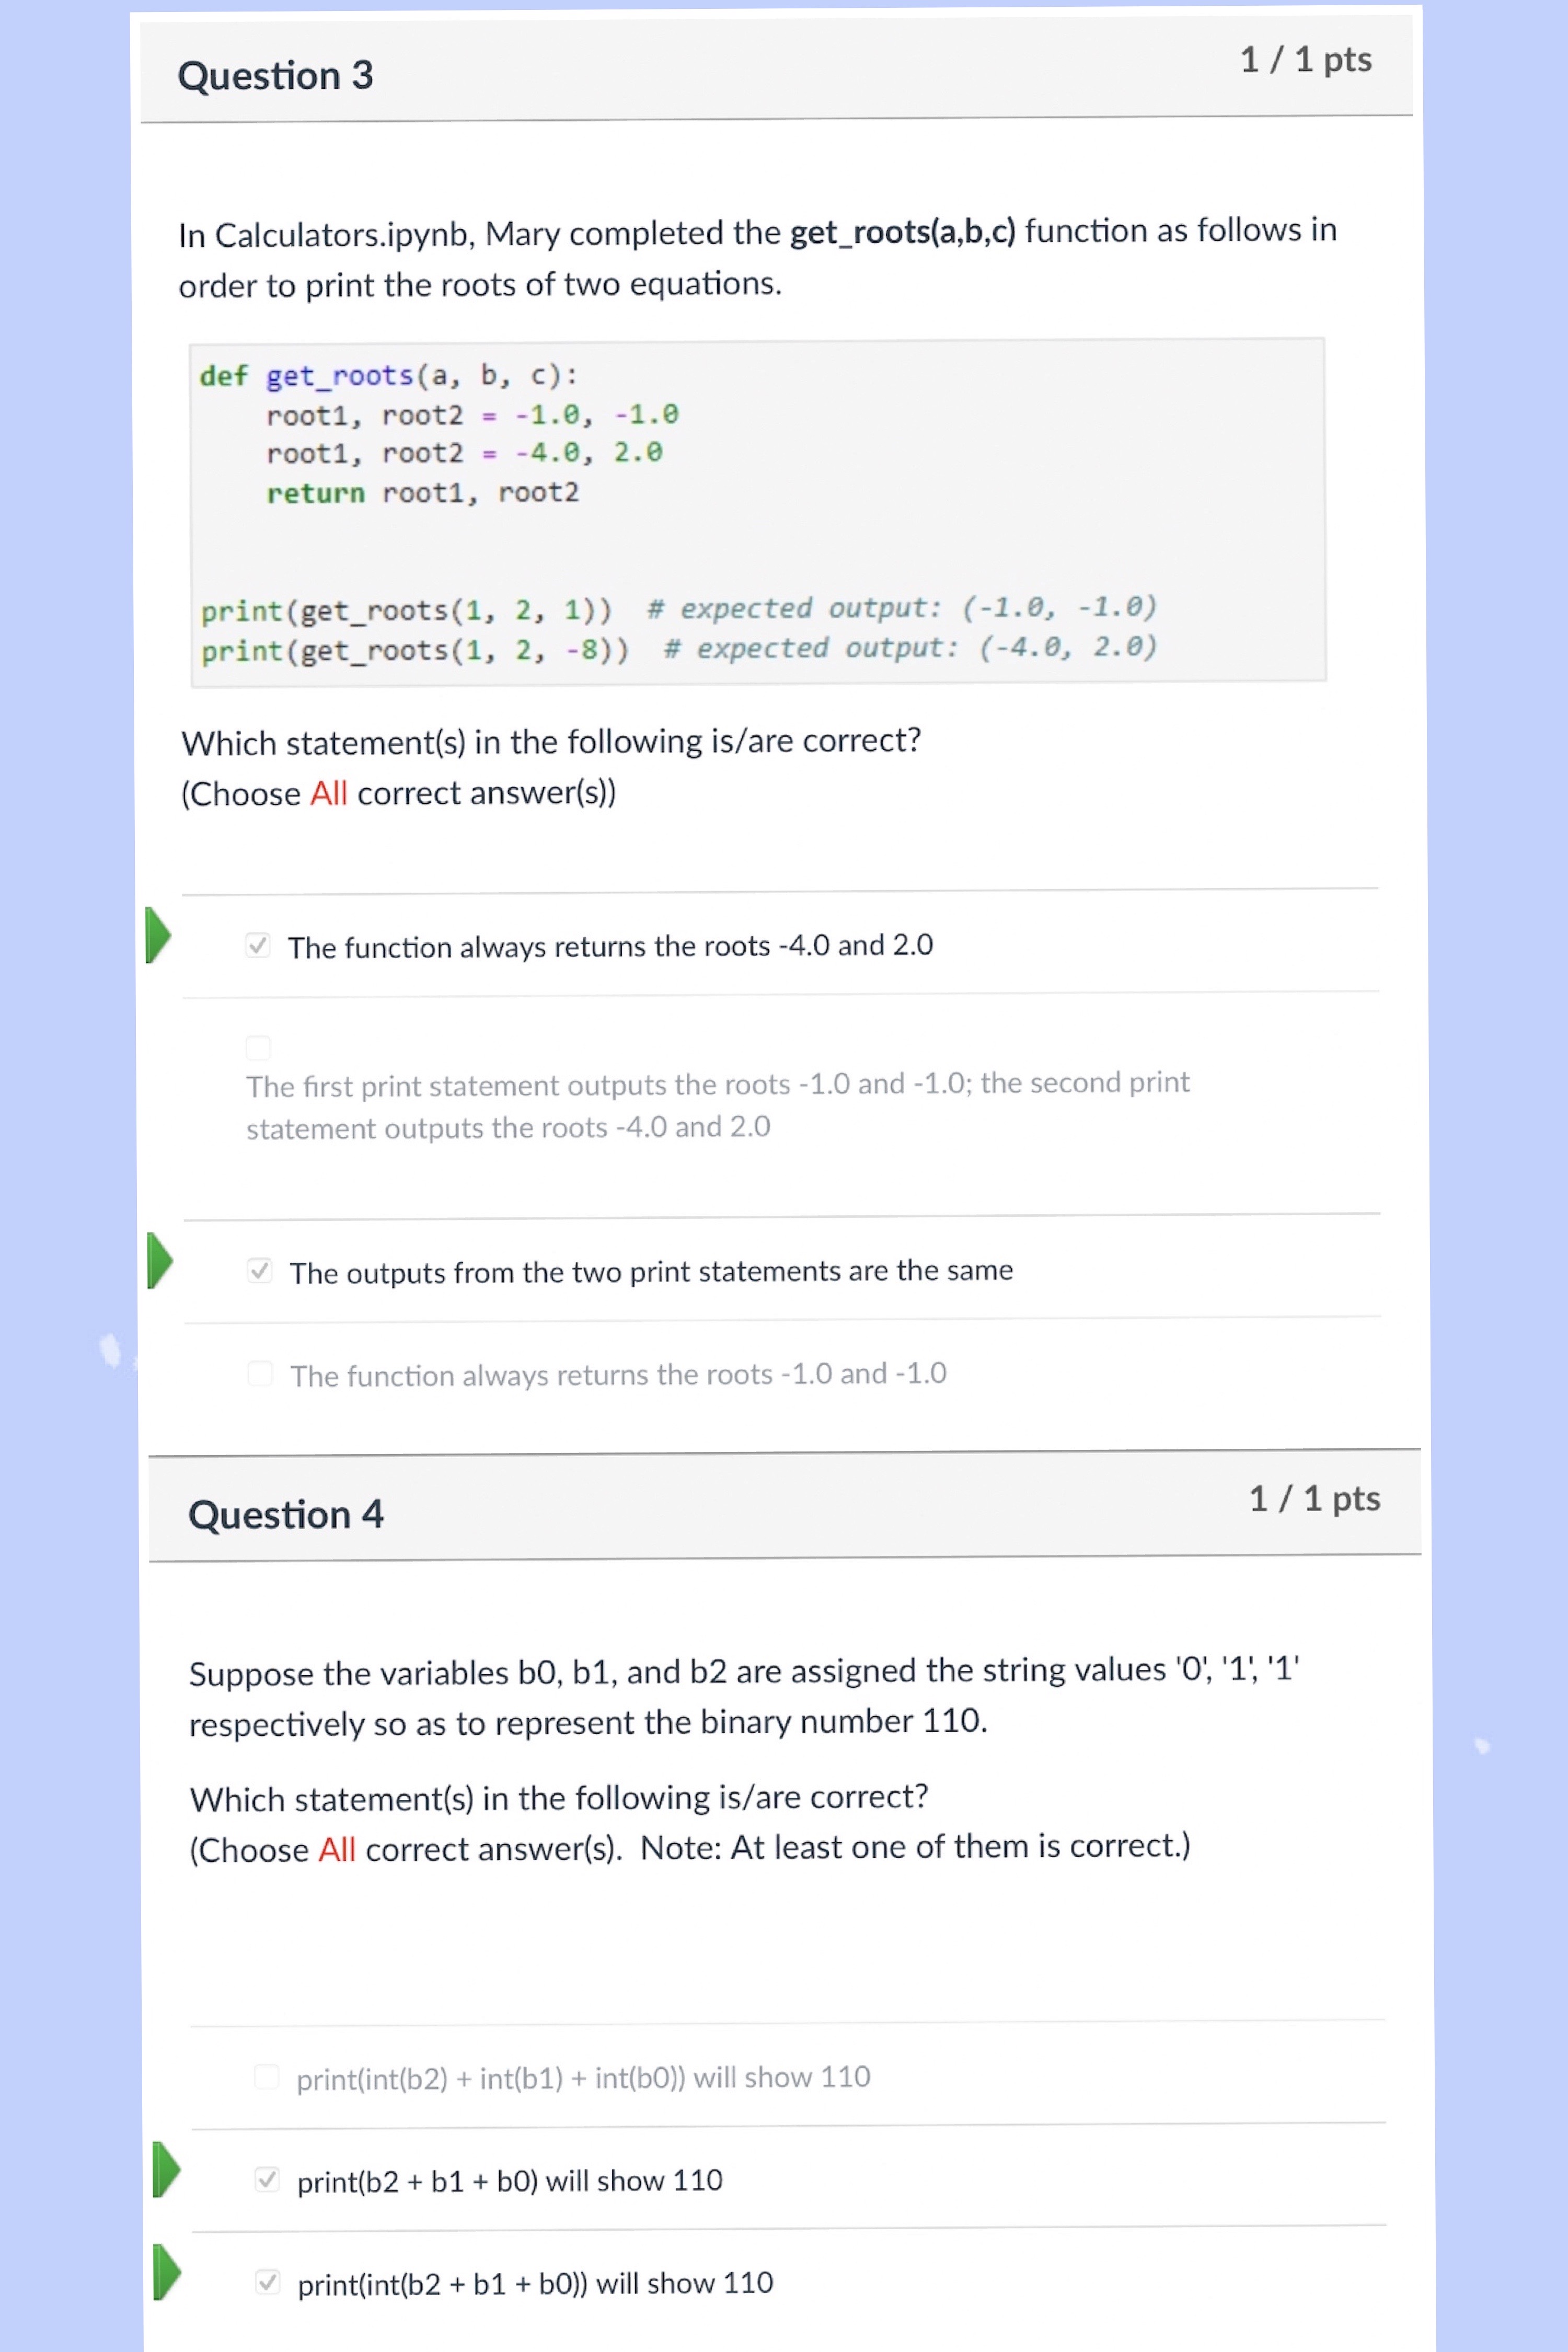 Question 3
1 / 1 pts
In Calculators.ipynb, Mary completed the get_roots(a,b,c) function as follows in
order to print the roots of two equations.
def get_roots(a, b, c):
    root1, root2 = -1.0, -1.0
    root1, root2 = -4.0, 2.0
    return root1, root2
print(get_roots(1, 2, 1))  # expected output: (-1.0, -1.0)
print(get_roots(1, 2, -8))  # expected output: (-4.0, 2.0)
Which statement(s) in the following is/are correct?
(Choose All correct answer(s))
The function always returns the roots -4.0 and 2.0
The first print statement outputs the roots -1.0 and -1.0; the second print
statement outputs the roots -4.0 and 2.0
The outputs from the two print statements are the same
The function always returns the roots -1.0 and -1.0
Question 4
1 / 1 pts
Suppose the variables b0, b1, and b2 are assigned the string values '0', '1', '1'
respectively so as to represent the binary number 110.
Which statement(s) in the following is/are correct?
(Choose All correct answer(s).  Note: At least one of them is correct.)
print(int(b2) + int(b1) + int(b0)) will show 110
print(b2 + b1 + b0) will show 110
print(int(b2 + b1 + b0)) will show 110